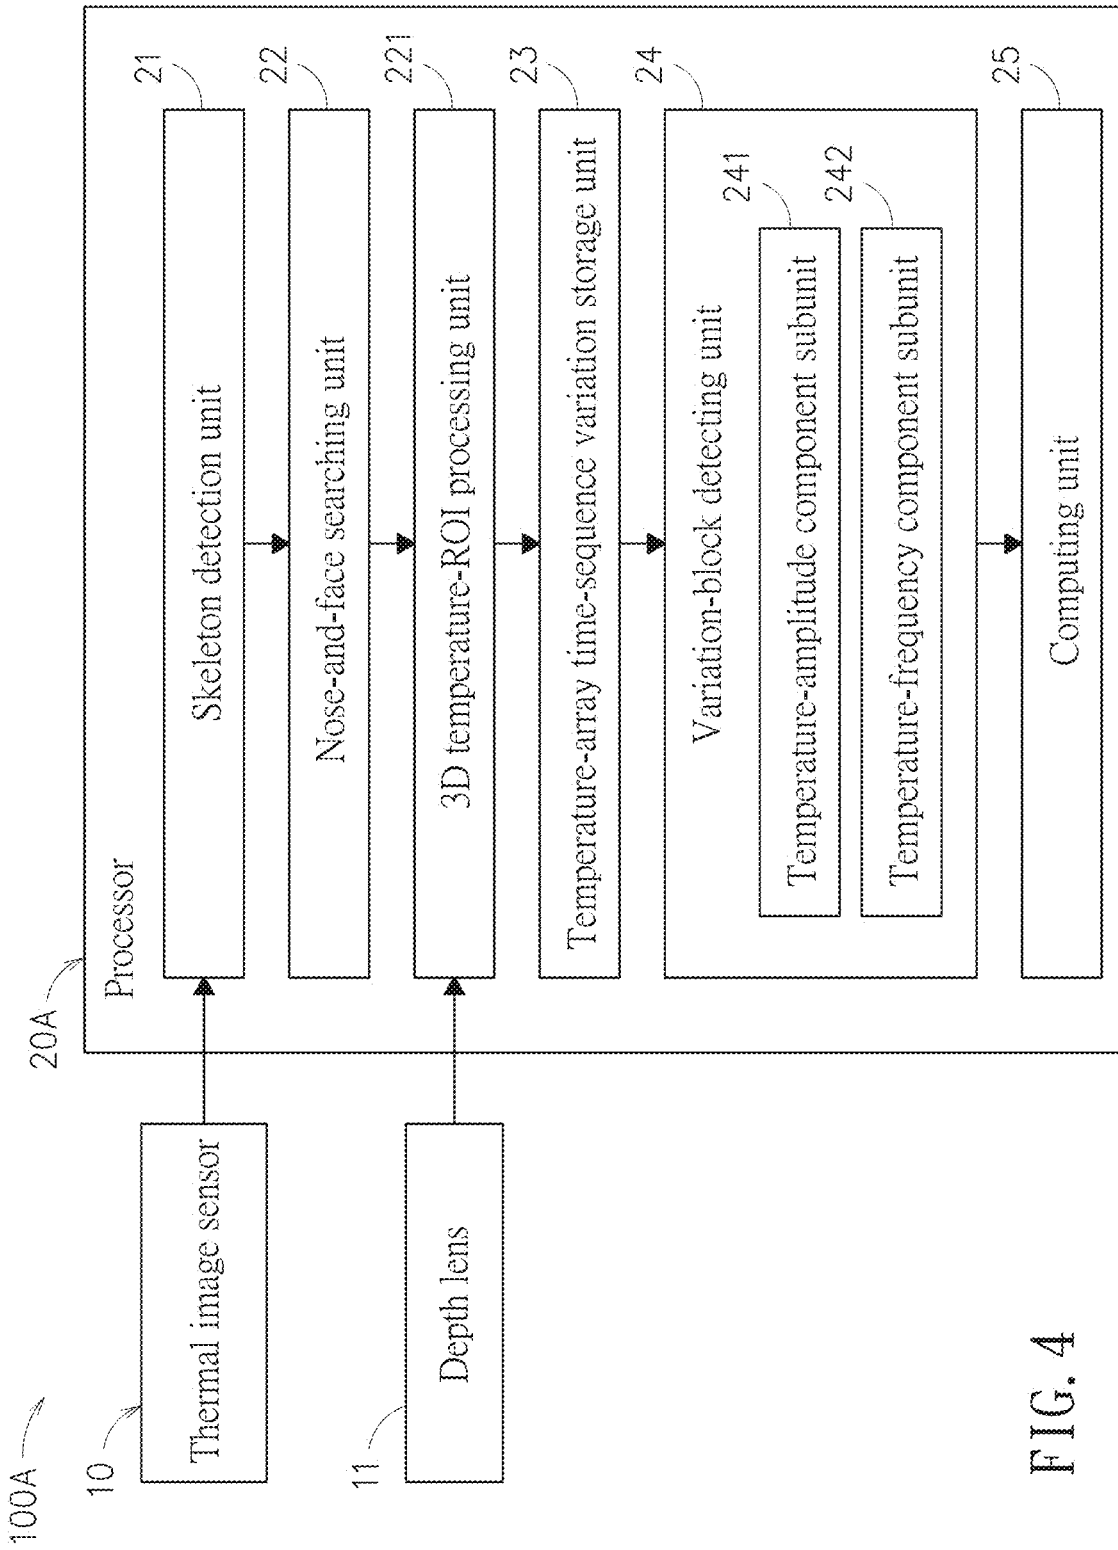 100A
10
Thermal image sensor
11
Depth lens
20A
Processor
21
Skeleton detection unit
22
Nose-and-face searching unit
221
3D temperature-ROI processing unit
23
Temperature-array time-sequence variation storage unit
24
Variation-block detecting unit
241
Temperature-amplitude component subunit
242
Temperature-frequency component subunit
25
Computing unit
FIG. 4